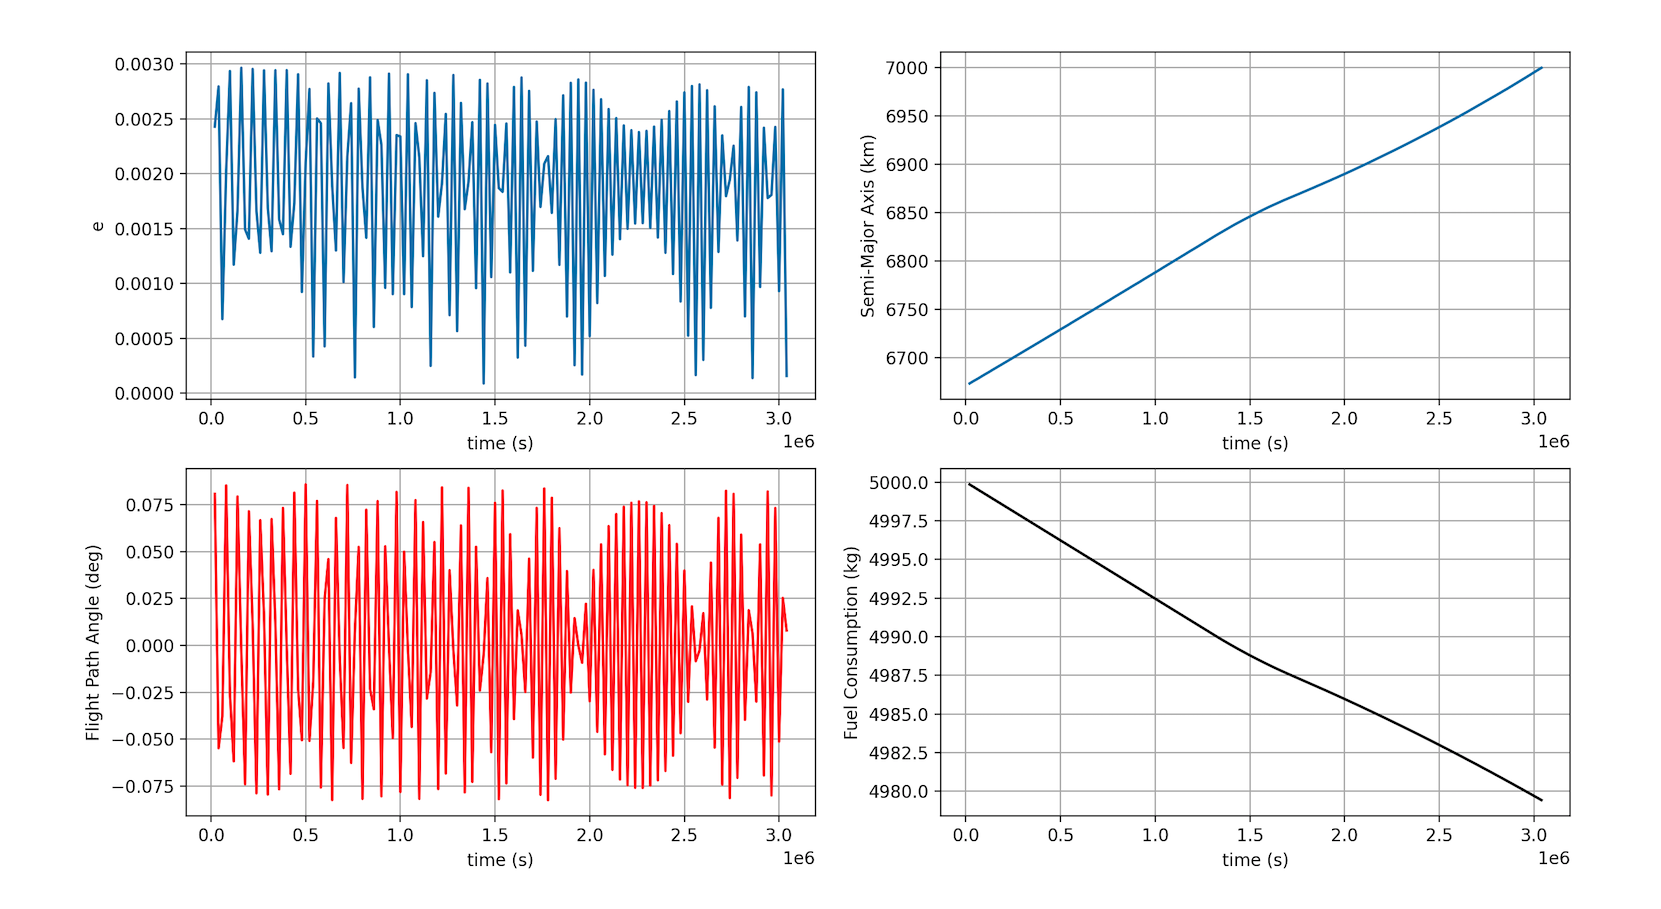 0.0030
0.0025
0.0020
0.0015
0.0010
0.0005
0.0000
e
0.0 0.5 1.0 1.5 2.0 2.5 3.0
time (s)
1e6
7000
6950
6900
6850
6800
6750
6700
Semi-Major Axis (km)
0.0 0.5 1.0 1.5 2.0 2.5 3.0
time (s)
1e6
0.075
0.050
0.025
0.000
−0.025
−0.050
−0.075
Flight Path Angle (deg)
0.0 0.5 1.0 1.5 2.0 2.5 3.0
time (s)
1e6
5000.0
4997.5
4995.0
4992.5
4990.0
4987.5
4985.0
4982.5
4980.0
Fuel Consumption (kg)
0.0 0.5 1.0 1.5 2.0 2.5 3.0
time (s)
1e6